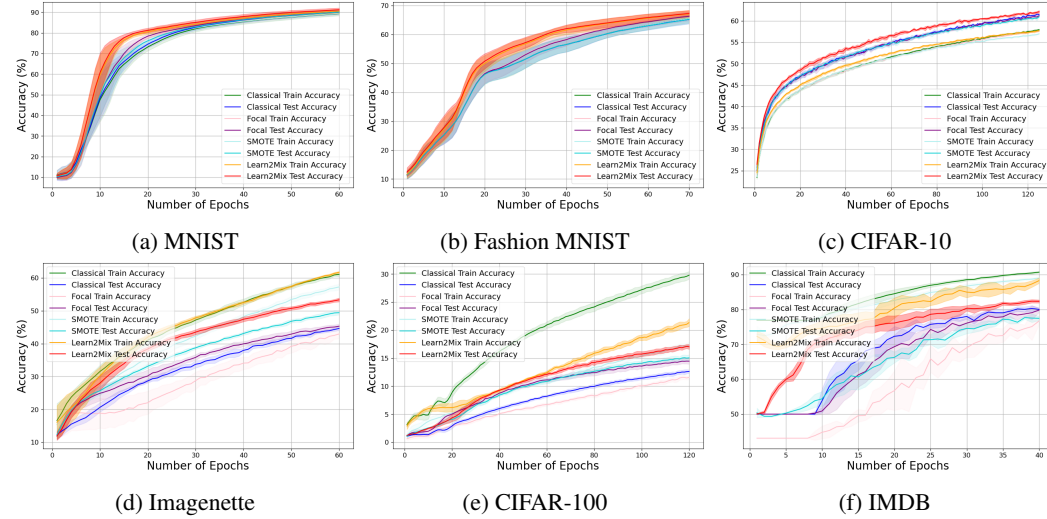 Accuracy (%)
90
80
70
60
50
40
30
20
10
0
10
20
30
40
50
60
Number of Epochs
Classical Train Accuracy
Classical Test Accuracy
Focal Train Accuracy
Focal Test Accuracy
SMOTE Train Accuracy
SMOTE Test Accuracy
Learn2Mix Train Accuracy
Learn2Mix Test Accuracy
(a) MNIST
Accuracy (%)
70
60
50
40
30
20
10
0
10
20
30
40
50
60
70
Number of Epochs
Classical Train Accuracy
Classical Test Accuracy
Focal Train Accuracy
Focal Test Accuracy
SMOTE Train Accuracy
SMOTE Test Accuracy
Learn2Mix Train Accuracy
Learn2Mix Test Accuracy
(b) Fashion MNIST
Accuracy (%)
60
55
50
45
40
35
30
25
0
20
40
60
80
100
120
Number of Epochs
Classical Train Accuracy
Classical Test Accuracy
Focal Train Accuracy
Focal Test Accuracy
SMOTE Train Accuracy
SMOTE Test Accuracy
Learn2Mix Train Accuracy
Learn2Mix Test Accuracy
(c) CIFAR-10
Accuracy (%)
60
50
40
30
20
10
0
10
20
30
40
50
60
Number of Epochs
Classical Train Accuracy
Classical Test Accuracy
Focal Train Accuracy
Focal Test Accuracy
SMOTE Train Accuracy
SMOTE Test Accuracy
Learn2Mix Train Accuracy
Learn2Mix Test Accuracy
(d) Imagenette
Accuracy (%)
30
25
20
15
10
5
0
0
20
40
60
80
100
120
Number of Epochs
Classical Train Accuracy
Classical Test Accuracy
Focal Train Accuracy
Focal Test Accuracy
SMOTE Train Accuracy
SMOTE Test Accuracy
Learn2Mix Train Accuracy
Learn2Mix Test Accuracy
(e) CIFAR-100
Accuracy (%)
90
80
70
60
50
40
0
5
10
15
20
25
30
35
40
Number of Epochs
Classical Train Accuracy
Classical Test Accuracy
Focal Train Accuracy
Focal Test Accuracy
SMOTE Train Accuracy
SMOTE Test Accuracy
Learn2Mix Train Accuracy
Learn2Mix Test Accuracy
(f) IMDB